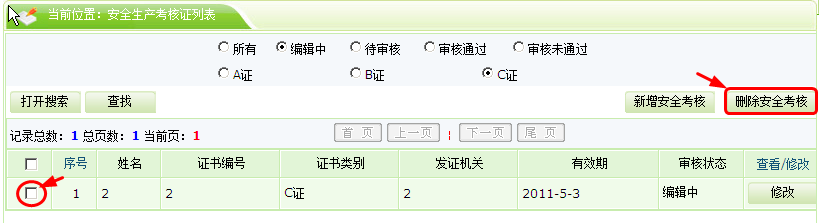 当前位置：安全生产考核证列表
所有 编辑中 待审核 审核通过 审核未通过
A证 B证 C证
打开搜索 查找 新增安全考核 删除安全考核
记录总数：1 总页数：1 当前页：1 首 页 上一页 ¦ 下一页 尾 页
序号 姓名 证书编号 证书类别 发证机关 有效期 审核状态 查看/修改
1 2 2 C证 2 2011-5-3 编辑中 修改